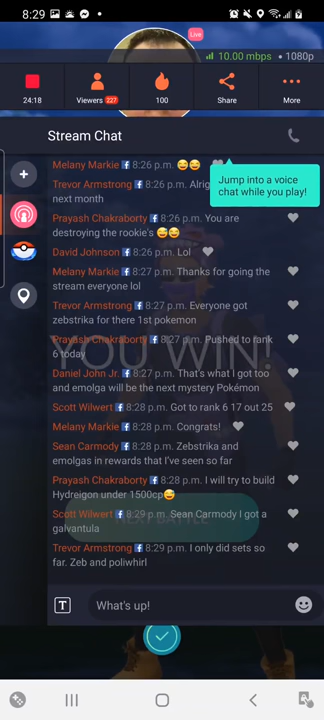 8:29
Live
10.00 mbps • 1080p
24:18
Viewers 227
100
Share
More
Stream Chat
Jump into a voice
chat while you play!
Melany Markie 8:26 p.m. 😅😅
Trevor Armstrong 8:26 p.m. Alrig
next month
Prayash Chakraborty 8:26 p.m. You are
destroying the rookie's 😅😅
David Johnson 8:26 p.m. Lol
Melany Markie 8:27 p.m. Thanks for going the
stream everyone lol
Trevor Armstrong 8:27 p.m. Everyone got
zebstrika for there 1st pokemon
Prayash Chakraborty 8:27 p.m. Pushed to rank
6 today
YOU WIN!
Daniel John Jr. 8:27 p.m. That's what I got too
and emolga will be the next mystery Pokémon
Scott Wilwert 8:28 p.m. Got to rank 6 17 out 25
Melany Markie 8:28 p.m. Congrats!
Sean Carmody 8:28 p.m. Zebstrika and
emolgas in rewards that I've seen so far
Prayash Chakraborty 8:28 p.m. I will try to build
Hydreigon under 1500cp😅
Scott Wilwert 8:29 p.m. Sean Carmody I got a
galvantula
NEXT BATTLE
Trevor Armstrong 8:29 p.m. I only did sets so
far. Zeb and poliwhirl
T
What's up!